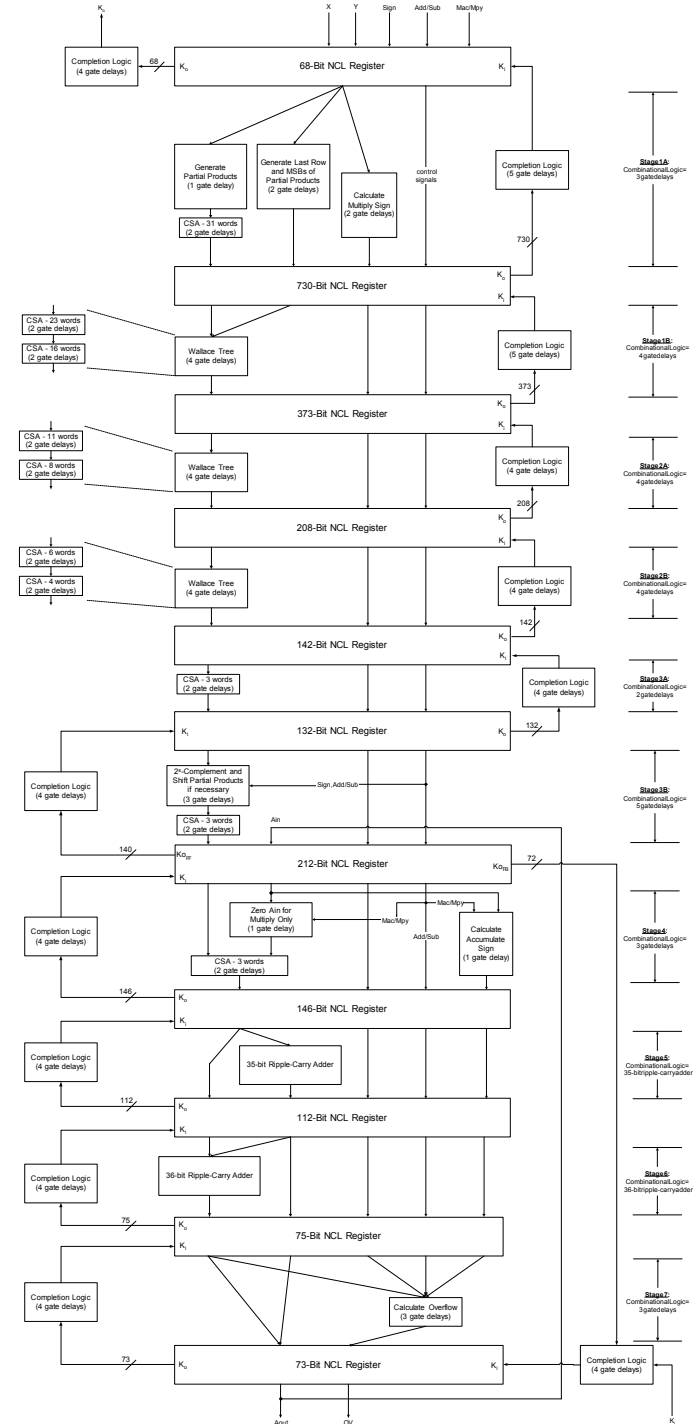 Ko
X Y Sign Add/Sub Mac/Mpy
Completion Logic
(4 gate delays)
68
Ko
68-Bit NCL Register
Ki
Generate
Partial Products
(1 gate delay)
Generate Last Row
and MSBs of
Partial Products
(2 gate delays)
Calculate
Multiply Sign
(2 gate delays)
control
signals
Completion Logic
(5 gate delays)
Stage1A:
CombinationalLogic=
3gatedelays
CSA - 31 words
(2 gate delays)
730
730-Bit NCL Register
Ko
Ki
CSA - 23 words
(2 gate delays)
CSA - 16 words
(2 gate delays)
Wallace Tree
(4 gate delays)
Completion Logic
(5 gate delays)
Stage1B:
CombinationalLogic=
4gatedelays
373
373-Bit NCL Register
Ko
Ki
CSA - 11 words
(2 gate delays)
CSA - 8 words
(2 gate delays)
Wallace Tree
(4 gate delays)
Completion Logic
(4 gate delays)
Stage2A:
CombinationalLogic=
4gatedelays
208
208-Bit NCL Register
Ko
Ki
CSA - 6 words
(2 gate delays)
CSA - 4 words
(2 gate delays)
Wallace Tree
(4 gate delays)
Completion Logic
(4 gate delays)
Stage2B:
CombinationalLogic=
4gatedelays
142
142-Bit NCL Register
Ko
Ki
CSA - 3 words
(2 gate delays)
Completion Logic
(4 gate delays)
Stage3A:
CombinationalLogic=
2gatedelays
Ki
132-Bit NCL Register
Ko
132
Completion Logic
(4 gate delays)
2s-Complement and
Shift Partial Products
if necessary
(3 gate delays)
Sign,Add/Sub
Stage3B:
CombinationalLogic=
5gatedelays
CSA - 3 words
(2 gate delays)
Ain
140
KoRF
212-Bit NCL Register
KoRB
72
Ki
Completion Logic
(4 gate delays)
Zero Ain for
Multiply Only
(1 gate delay)
Mac/Mpy
Mac/Mpy
Add/Sub
Calculate
Accumulate
Sign
(1 gate delay)
Stage4:
CombinationalLogic=
3gatedelays
CSA - 3 words
(2 gate delays)
146
Ko
146-Bit NCL Register
Ki
Completion Logic
(4 gate delays)
35-bit Ripple-Carry Adder
Stage5:
CombinationalLogic=
35-bitripple-carryadder
112
Ko
112-Bit NCL Register
Ki
Completion Logic
(4 gate delays)
36-bit Ripple-Carry Adder
Stage6:
CombinationalLogic=
36-bitripple-carryadder
75
Ko
75-Bit NCL Register
Ki
Completion Logic
(4 gate delays)
Calculate Overflow
(3 gate delays)
Stage7:
CombinationalLogic=
3gatedelays
73
Ko
73-Bit NCL Register
Ki
Completion Logic
(4 gate delays)
Aout OV Ki